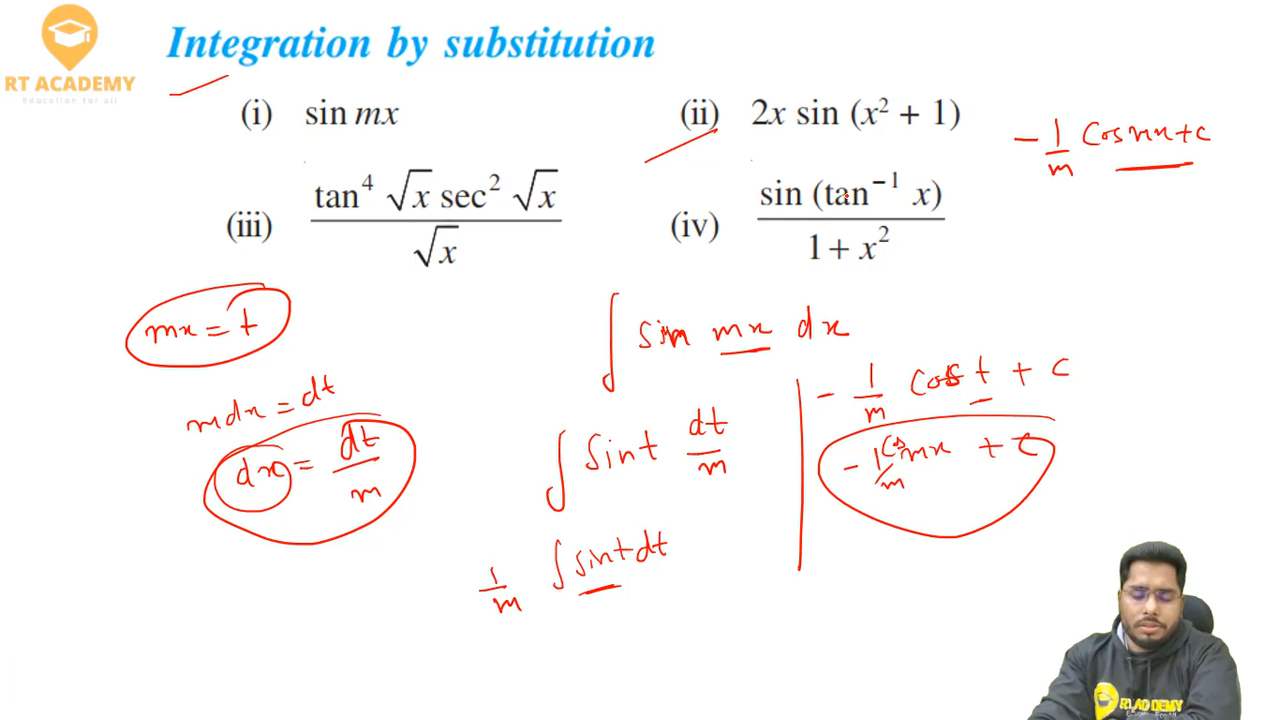 RT ACADEMY
Education for all
Integration by substitution
(i) sin mx
(ii) 2x sin (x² + 1)
(iii) tan⁴ √x sec² √x / √x
(iv) sin (tan⁻¹ x) / 1 + x²
- 1/m cos mx + c
mx = t
m dx = dt
dx = dt/m
∫ sin mx dx
∫ sin t dt/m
1/m ∫ sin t dt
- 1/m cos t + c
- 1/m cos mx + c
RT ACADEMY